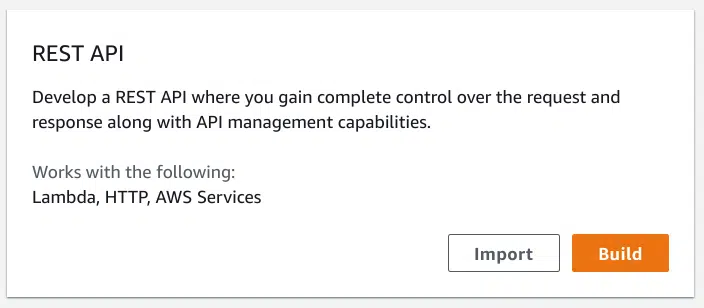 REST API
Develop a REST API where you gain complete control over the request and
response along with API management capabilities.
Works with the following:
Lambda, HTTP, AWS Services
Import
Build